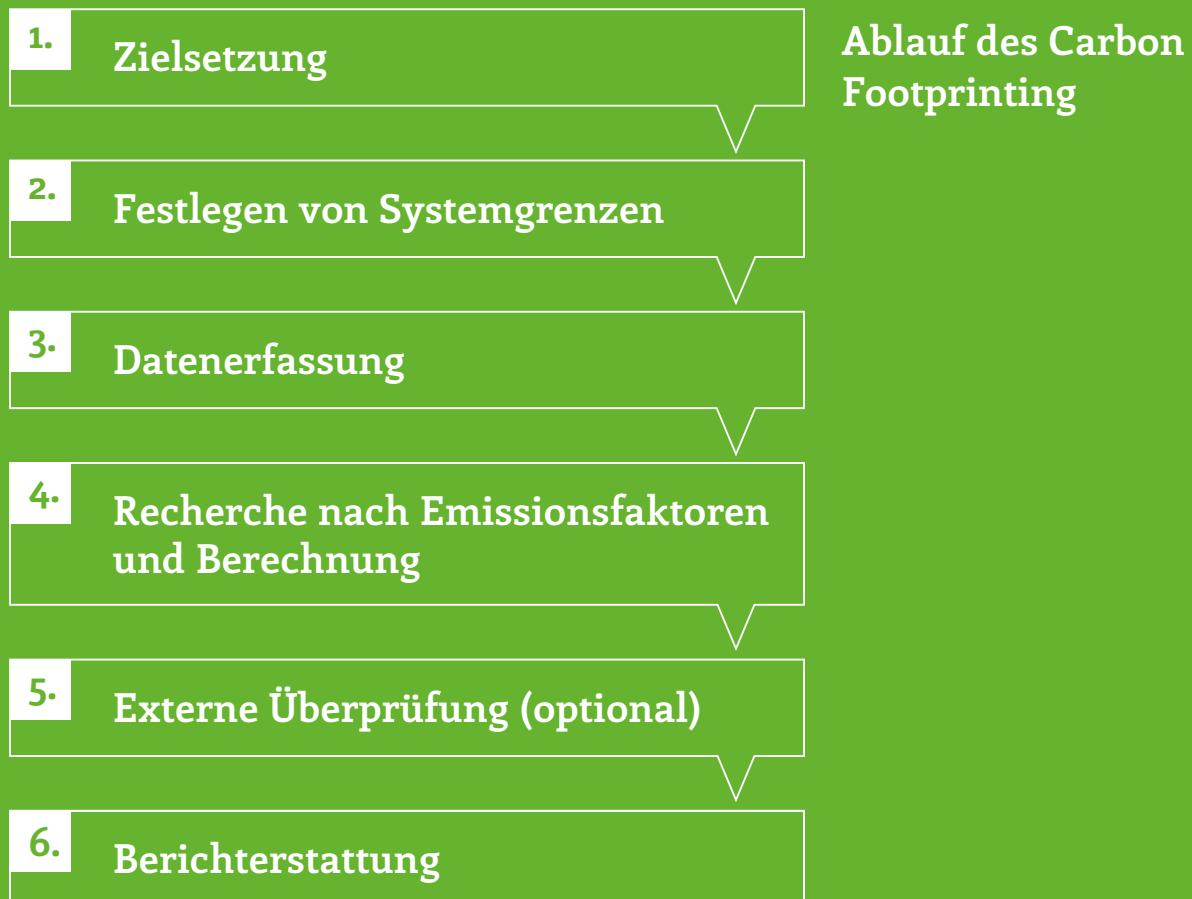 Ablauf des Carbon
Footprinting
1.
Zielsetzung
2.
Festlegen von Systemgrenzen
3.
Datenerfassung
4.
Recherche nach Emissionsfaktoren
und Berechnung
5.
Externe Überprüfung (optional)
6.
Berichterstattung